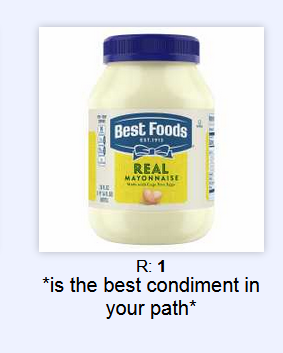 Best Foods
EST. 1913
REAL
MAYONNAISE
Made with Cage Free Eggs
R: 1
*is the best condiment in
your path*